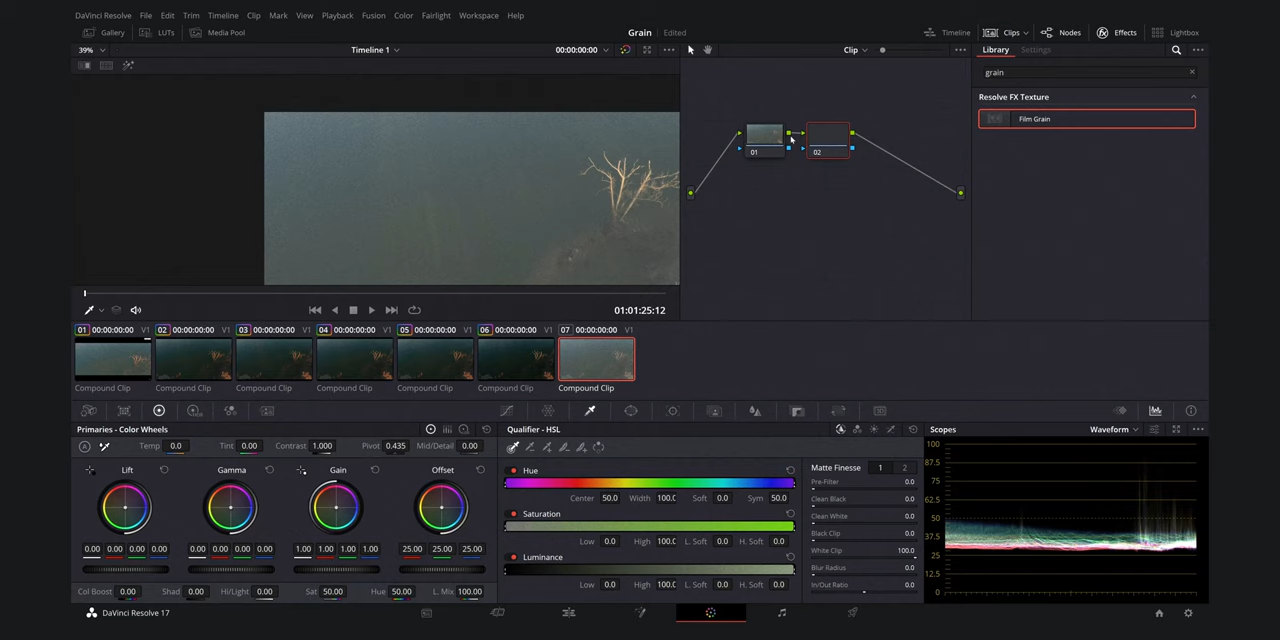 DaVinci Resolve File Edit Trim Timeline Clip Mark View Playback Fusion Color Fairlight Workspace Help
Gallery LUTs Media Pool Grain Edited Timeline Clips Nodes Effects Lightbox
39% Timeline 1 00:00:00:00 Clip Library Settings
grain
Resolve FX Texture
Film Grain
01 02
01:01:25:12
01 00:00:00:00 V1 02 00:00:00:00 V1 03 00:00:00:00 V1 04 00:00:00:00 V1 05 00:00:00:00 V1 06 00:00:00:00 V1 07 00:00:00:00 V1
Compound Clip Compound Clip Compound Clip Compound Clip Compound Clip Compound Clip Compound Clip
Primaries - Color Wheels Qualifier - HSL Scopes Waveform
Temp 0.0 Tint 0.00 Contrast 1.000 Pivot 0.435 Mid/Detail 0.00
Lift Gamma Gain Offset
0.00 0.00 0.00 0.00 0.00 0.00 0.00 0.00 1.00 1.00 1.00 1.00 25.00 25.00 25.00
Col Boost 0.00 Shad 0.00 Hi/Light 0.00 Sat 50.00 Hue 50.00 L. Mix 100.00
Hue
Center 50.0 Width 100.0 Soft 0.0 Sym 50.0
Saturation
Low 0.0 High 100.0 L. Soft 0.0 H. Soft 0.0
Luminance
Low 0.0 High 100.0 L. Soft 0.0 H. Soft 0.0
Matte Finesse 1 2
Pre-Filter 0.0
Clean Black 0.0
Clean White 0.0
Black Clip 0.0
White Clip 100.0
Blur Radius 0.0
In/Out Ratio 0.0
100
87.5
75
62.5
50
37.5
25
12.5
0
DaVinci Resolve 17